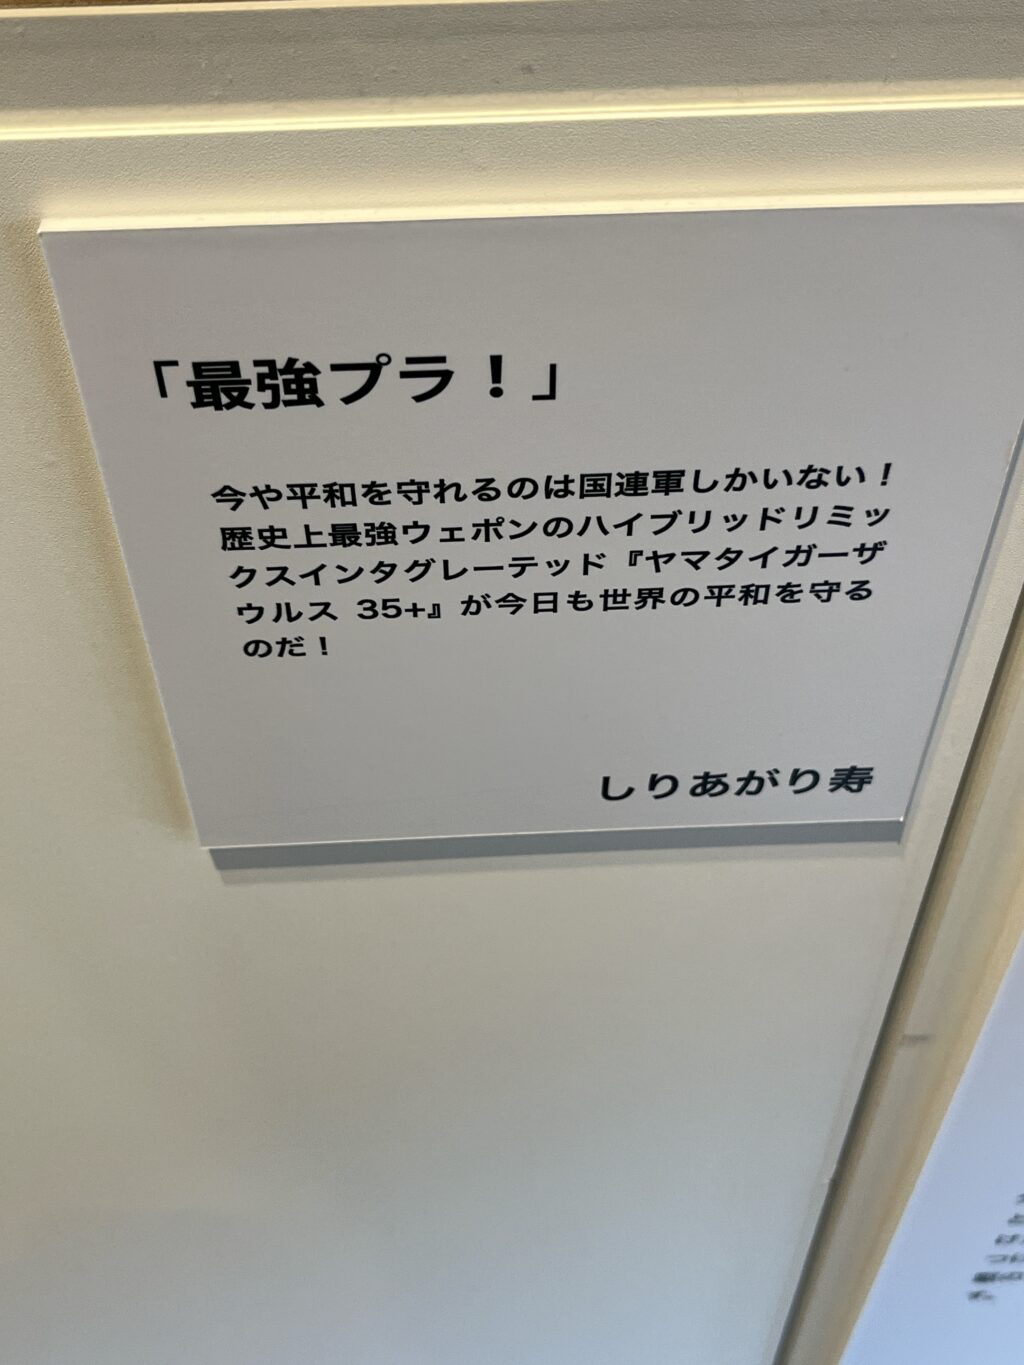 「最強プラ！」
今や平和を守れるのは国連軍しかいない！
歴史上最強ウェポンのハイブリッドリミッ
クスインタグレーテッド『ヤマタイガーザ
ウルス 35+』が今日も世界の平和を守る
のだ！
しりあがり寿